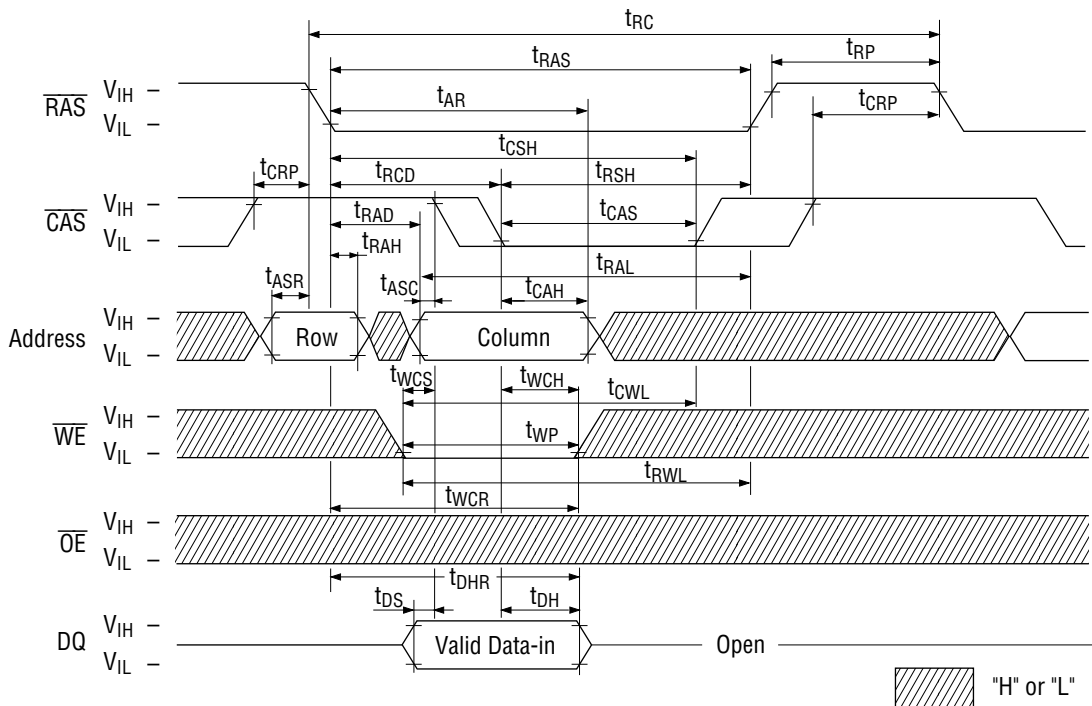 tRC
tRAS
tRP
RAS
VIH
VIL
tAR
tCRP
tCSH
tCRP
tRCD
tRSH
CAS
VIH
VIL
tRAD
tCAS
tRAH
tRAL
tASR
tASC
tCAH
Address
VIH
VIL
Row
Column
tWCS
tWCH
tCWL
WE
VIH
VIL
tWP
tRWL
tWCR
OE
VIH
VIL
tDHR
tDS
tDH
DQ
VIH
VIL
Valid Data-in
Open
"H" or "L"